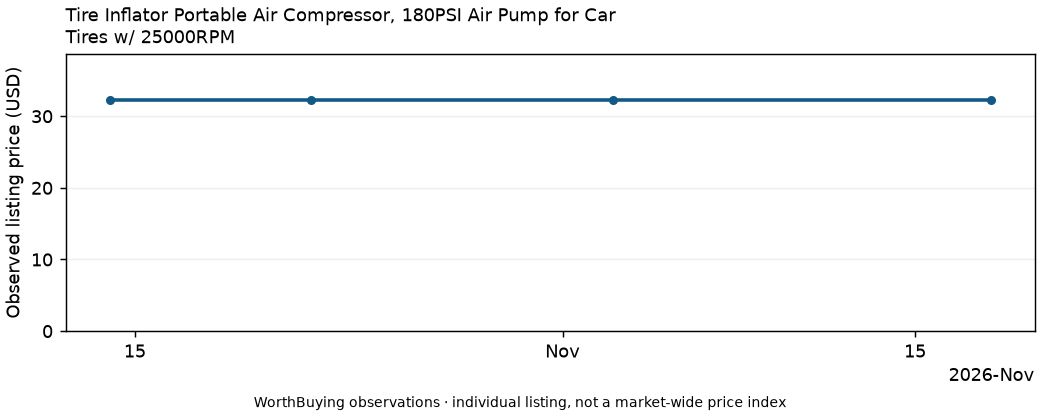 Tire Inflator Portable Air Compressor, 180PSI Air Pump for Car
Tires w/ 25000RPM
Observed listing price (USD)
30
20
10
0
15
Nov
15
2026-Nov
WorthBuying observations · individual listing, not a market-wide price index